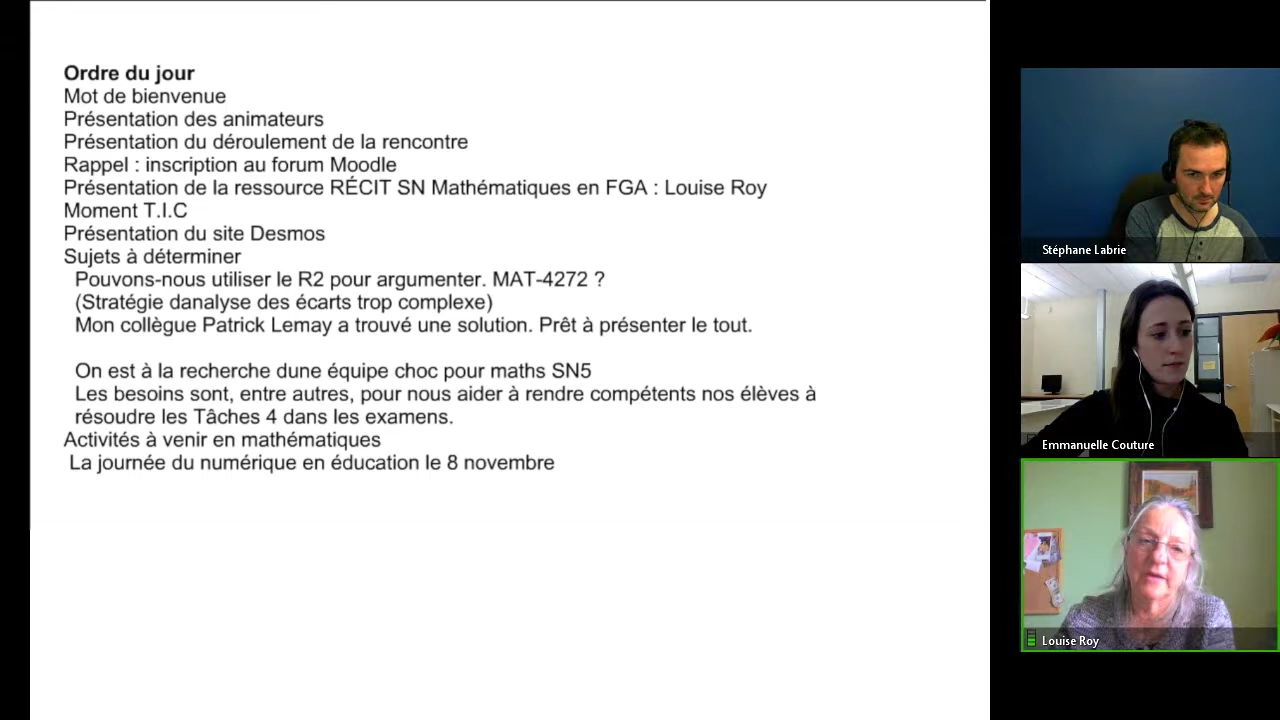 Ordre du jour
Mot de bienvenue
Présentation des animateurs
Présentation du déroulement de la rencontre
Rappel : inscription au forum Moodle
Présentation de la ressource RÉCIT SN Mathématiques en FGA : Louise Roy
Moment T.I.C
Présentation du site Desmos
Sujets à déterminer
Pouvons-nous utiliser le R2 pour argumenter. MAT-4272 ?
(Stratégie danalyse des écarts trop complexe)
Mon collègue Patrick Lemay a trouvé une solution. Prêt à présenter le tout.
On est à la recherche dune équipe choc pour maths SN5
Les besoins sont, entre autres, pour nous aider à rendre compétents nos élèves à
résoudre les Tâches 4 dans les examens.
Activités à venir en mathématiques
La journée du numérique en éducation le 8 novembre
Stéphane Labrie
Emmanuelle Couture
Louise Roy